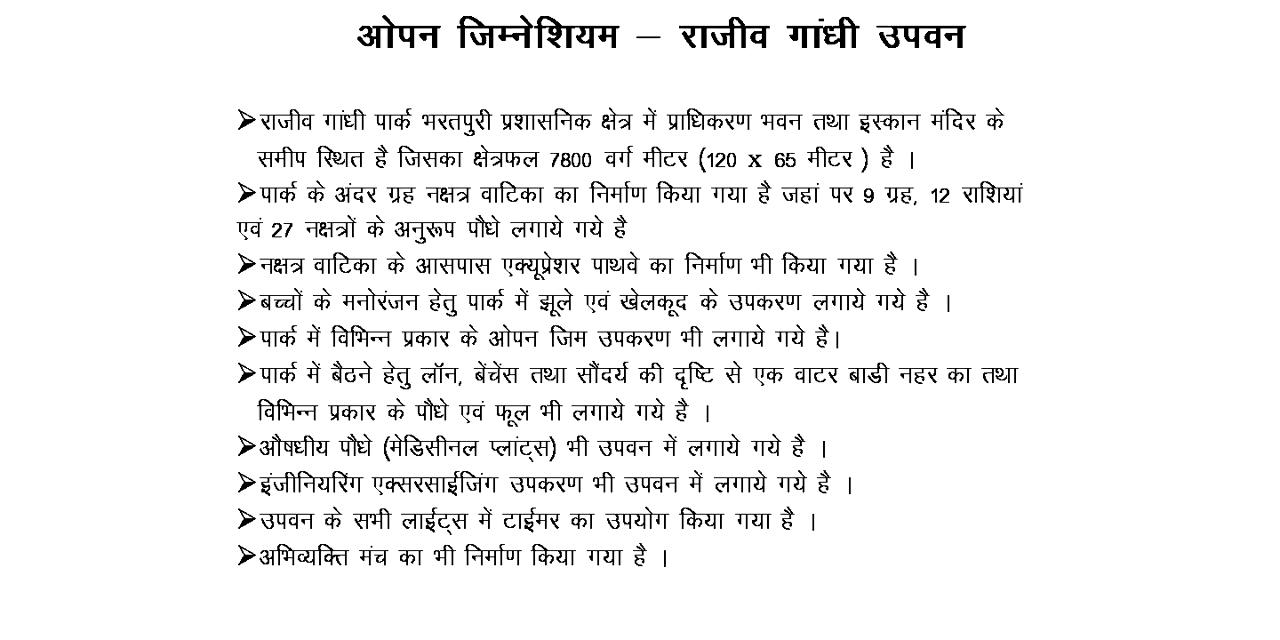 ओपन जिम्नेशियम – राजीव गांधी उपवन
➢राजीव गांधी पार्क भरतपुरी प्रशासनिक क्षेत्र में प्राधिकरण भवन तथा इस्कान मंदिर के
समीप स्थित है जिसका क्षेत्रफल 7800 वर्ग मीटर (120 x 65 मीटर ) है ।
➢पार्क के अंदर ग्रह नक्षत्र वाटिका का निर्माण किया गया है जहां पर 9 ग्रह, 12 राशियां
एवं 27 नक्षत्रों के अनुरूप पौधे लगाये गये है
➢नक्षत्र वाटिका के आसपास एक्यूप्रेशर पाथवे का निर्माण भी किया गया है ।
➢बच्चों के मनोरंजन हेतु पार्क में झूले एवं खेलकूद के उपकरण लगाये गये है ।
➢पार्क में विभिन्न प्रकार के ओपन जिम उपकरण भी लगाये गये है।
➢पार्क में बैठने हेतु लॉन, बेंचेंस तथा सौंदर्य की दृष्टि से एक वाटर बाडी नहर का तथा
विभिन्न प्रकार के पौधे एवं फूल भी लगाये गये है ।
➢औषधीय पौधे (मेडिसीनल प्लांट्स) भी उपवन में लगाये गये है ।
➢इंजीनियरिंग एक्सरसाईजिंग उपकरण भी उपवन में लगाये गये है ।
➢उपवन के सभी लाईट्स में टाईमर का उपयोग किया गया है ।
➢अभिव्यक्ति मंच का भी निर्माण किया गया है ।